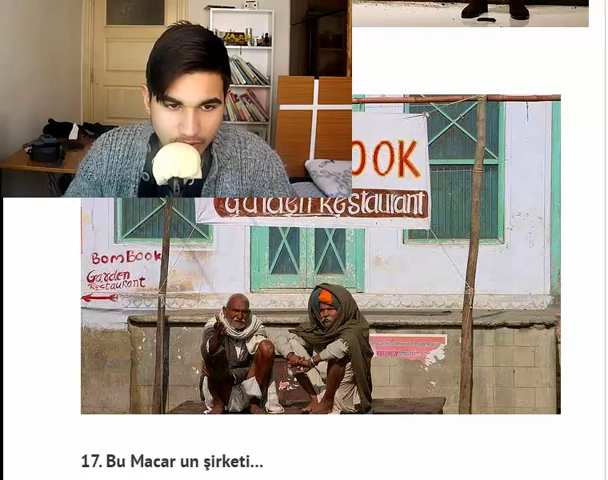 OOK
Garden Restaurant
BomBook
Garden
Restaurant
17. Bu Macar un şirketi...